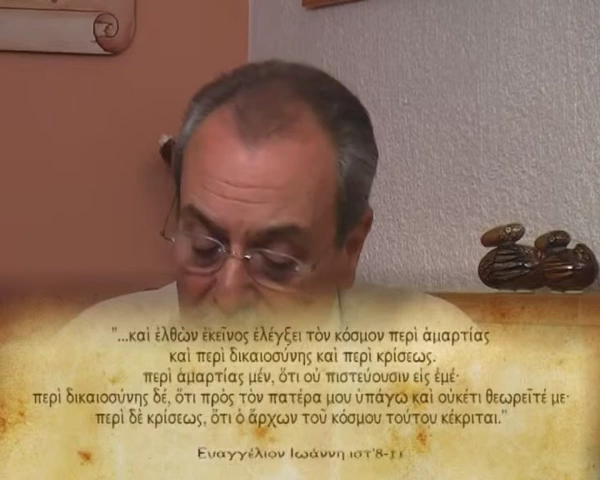 "...καὶ ἐλθὼν ἐκεῖνος ἐλέγξει τὸν κόσμον περὶ ἁμαρτίας
καὶ περὶ δικαιοσύνης καὶ περὶ κρίσεως.
περὶ ἁμαρτίας μέν, ὅτι οὐ πιστεύουσιν εἰς ἐμέ·
περὶ δικαιοσύνης δέ, ὅτι πρὸς τὸν πατέρα μου ὑπάγω καὶ οὐκέτι θεωρεῖτέ με·
περὶ δὲ κρίσεως, ὅτι ὁ ἄρχων τοῦ κόσμου τούτου κέκριται."
Ευαγγέλιον Ιωάννη ιστ'8-11